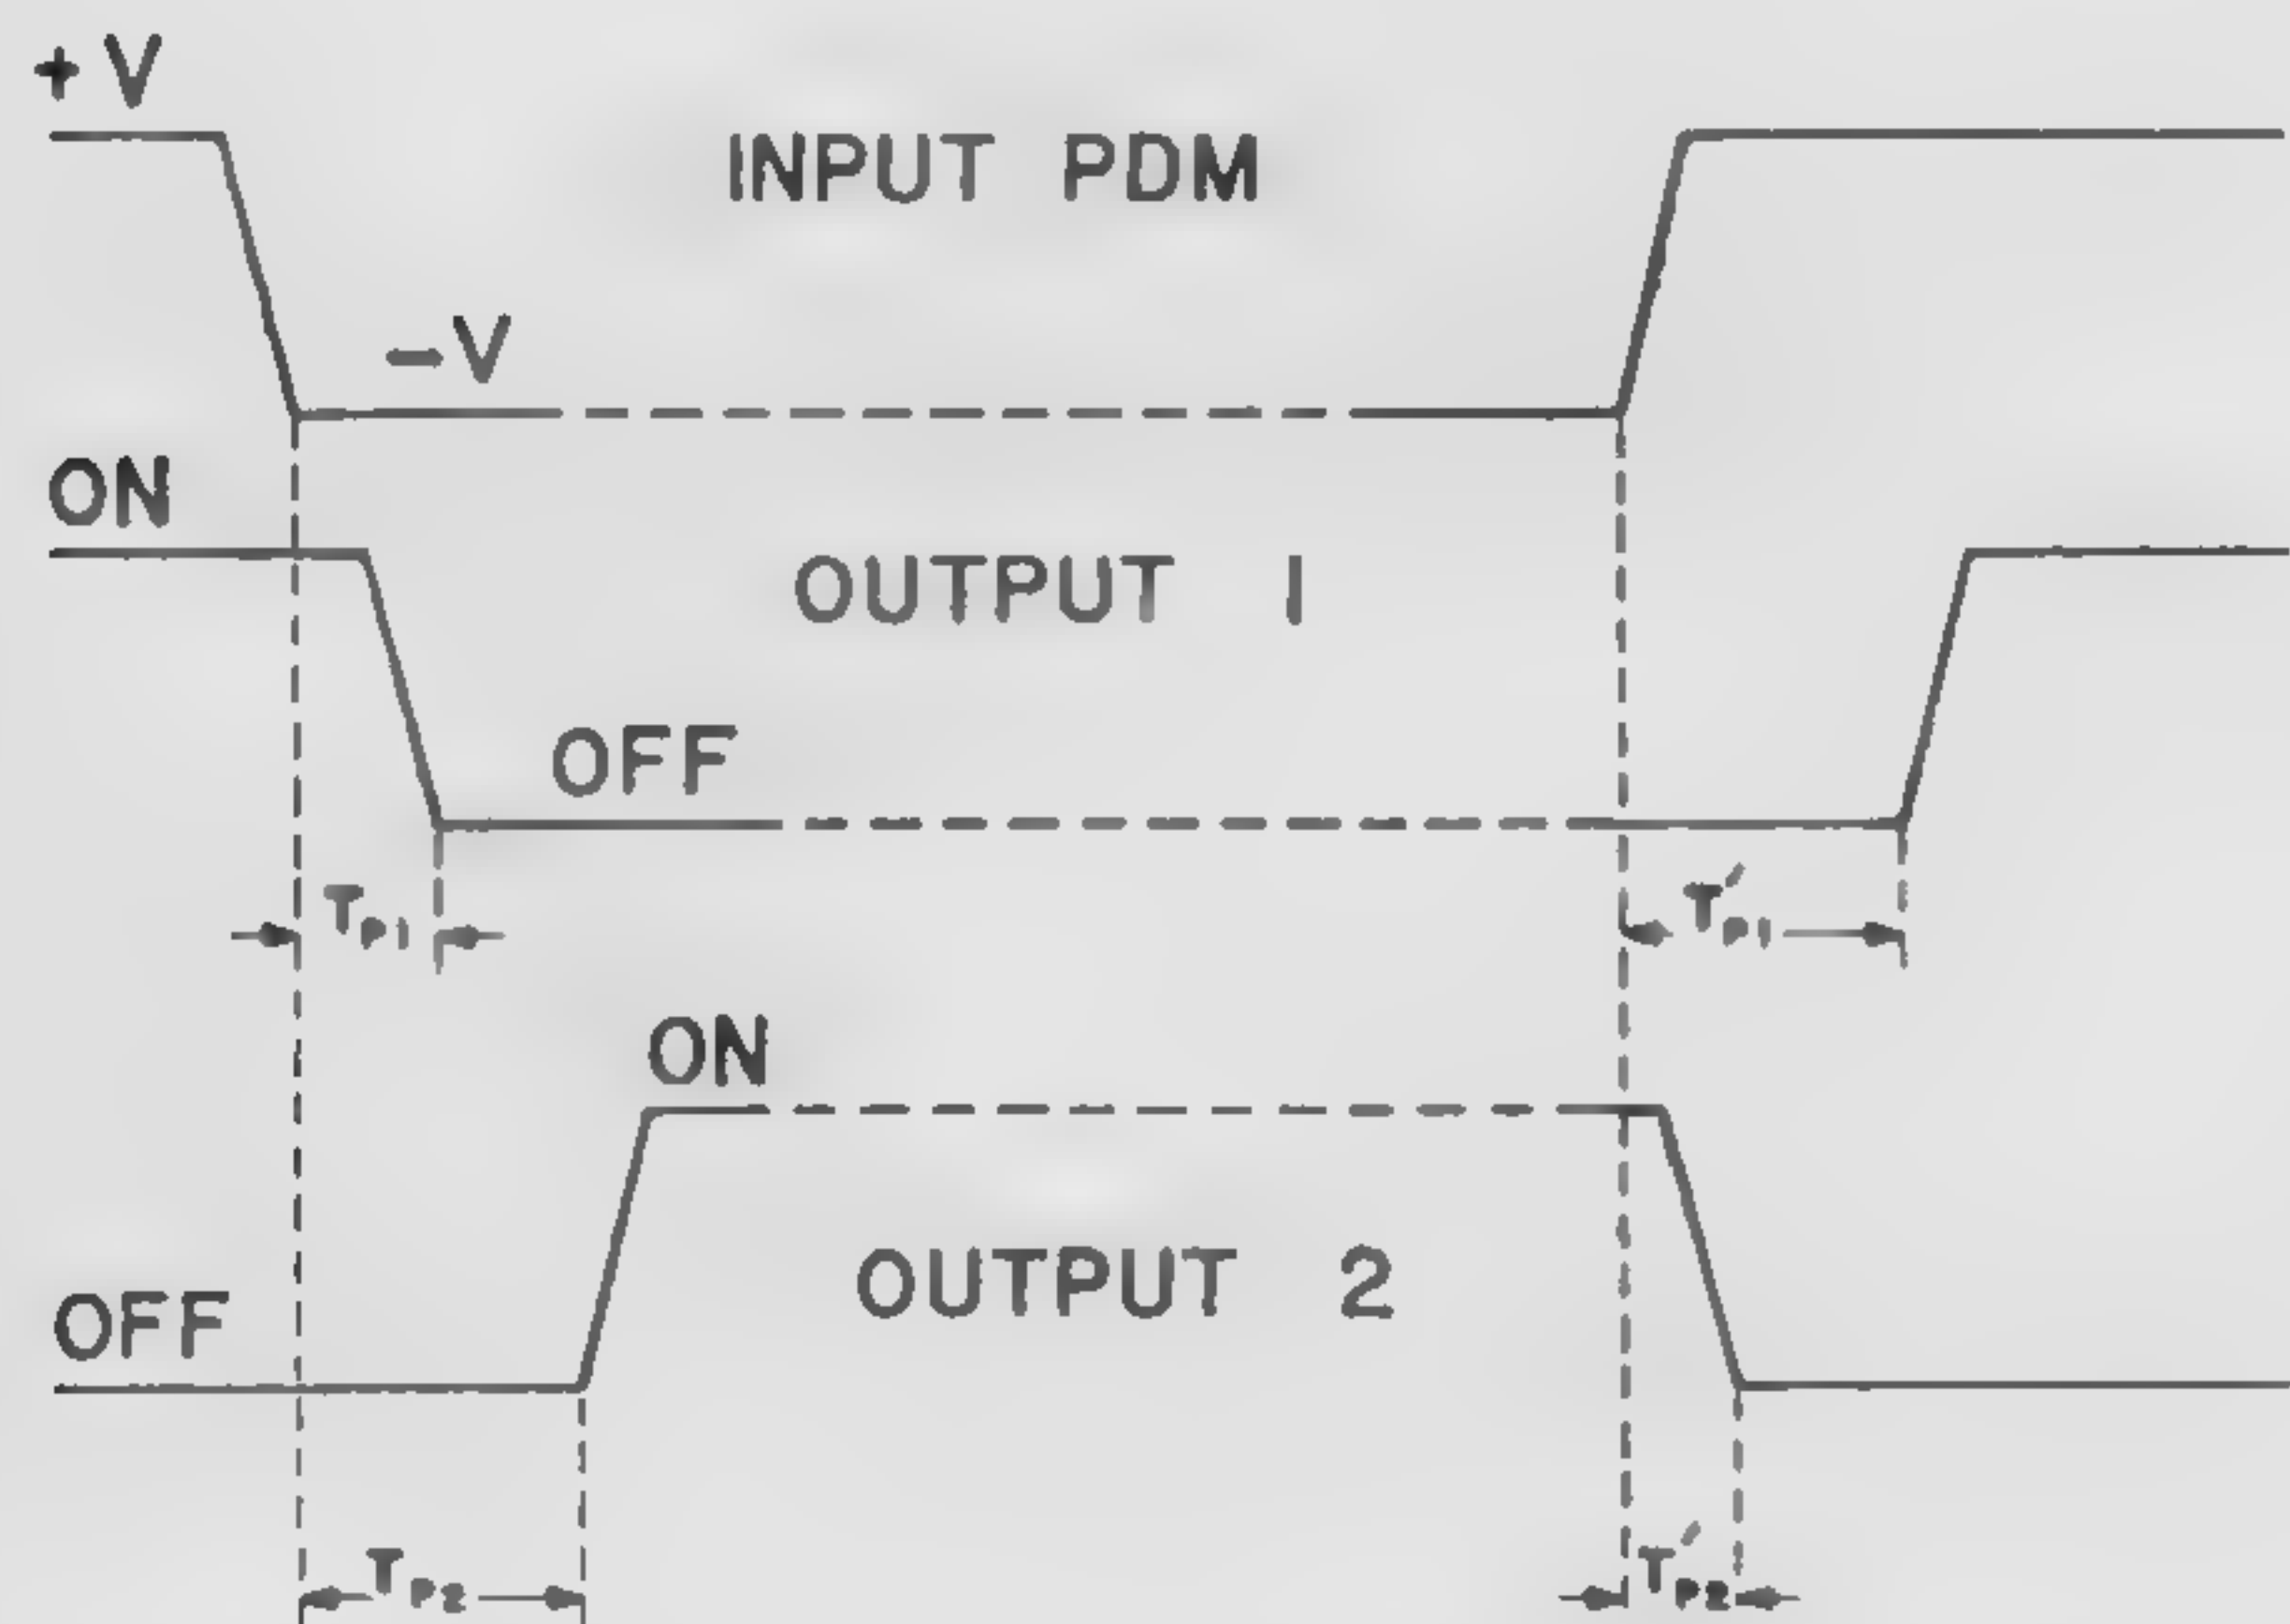 +V
INPUT PDM
-V
ON
OUTPUT 1
OFF
Tp1
T'p1
ON
OUTPUT 2
OFF
TP2
T'P2